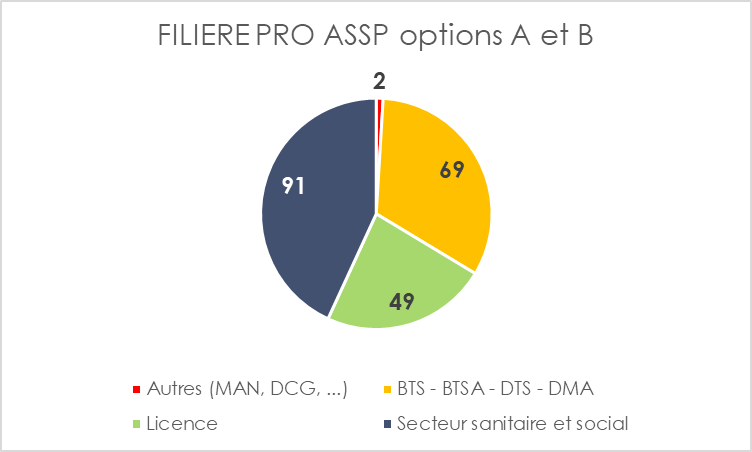 FILIERE PRO ASSP options A et B
2
69
91
49
Autres (MAN, DCG, ...)
BTS - BTSA - DTS - DMA
Licence
Secteur sanitaire et social